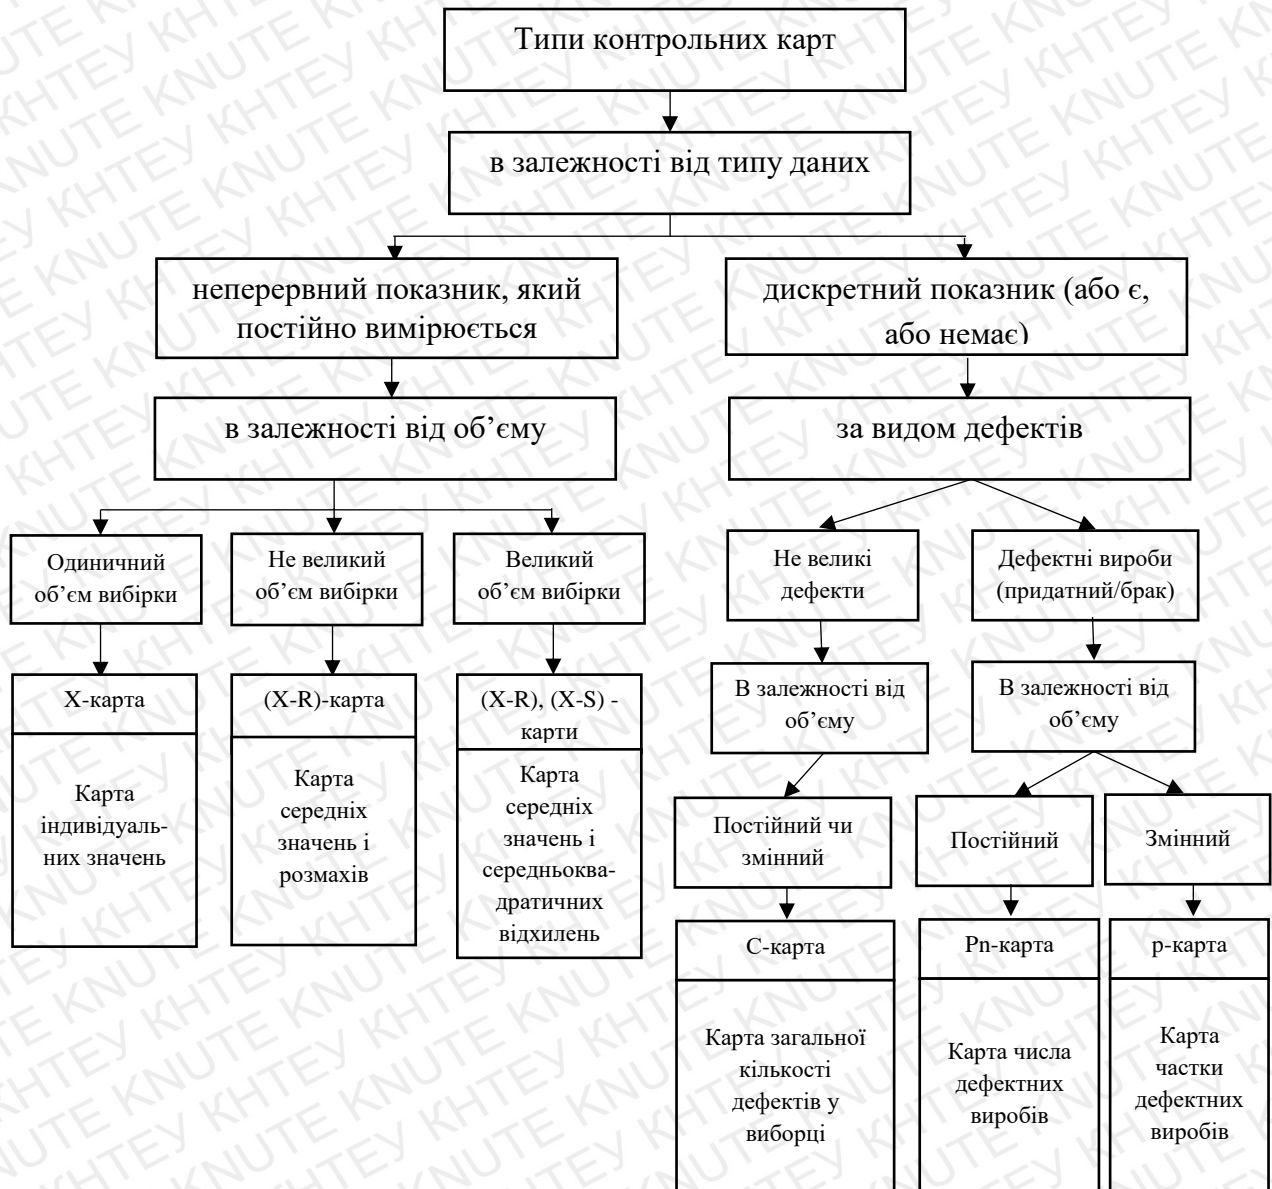 Типи контрольних карт
в залежності від типу даних
неперервний показник, який
постійно вимірюється
дискретний показник (або є,
або немає)
в залежності від об’єму
за видом дефектів
Одиничний
об’єм вибірки
Не великий
об’єм вибірки
Великий
об’єм вибірки
Не великі
дефекти
Дефектні вироби
(придатний/брак)
Х-карта
Карта
індивідуаль-
них значень
(X-R)-карта
Карта
середніх
значень і
розмахів
(X-R), (X-S) -
карти
Карта
середніх
значень і
середньоква-
дратичних
відхилень
В залежності від
об’єму
В залежності від
об’єму
Постійний чи
змінний
Постійний
Змінний
С-карта
Карта загальної
кількості
дефектів у
виборці
Pn-карта
Карта числа
дефектних
виробів
p-карта
Карта
частки
дефектних
виробів